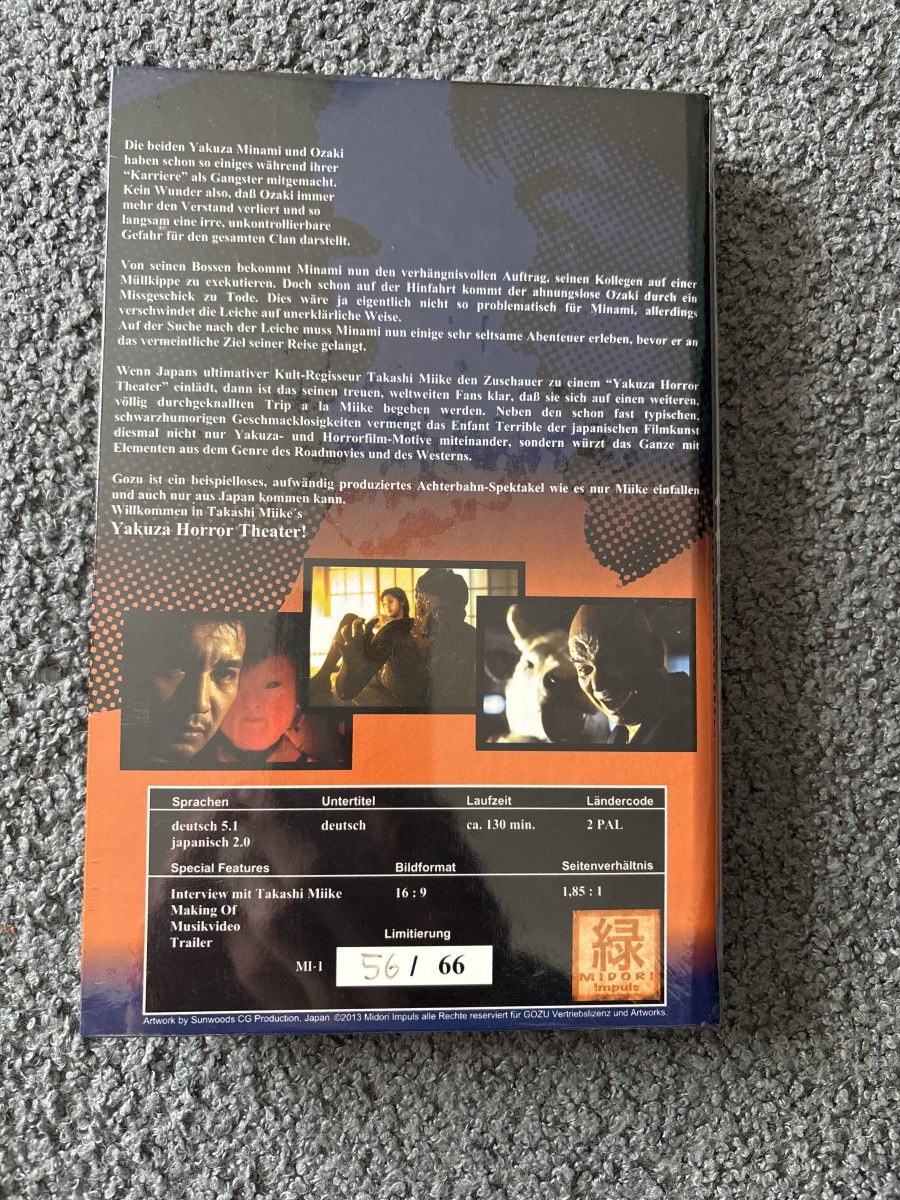 Die beiden Yakuza Minami und Ozaki
haben schon so einiges während ihrer
“Karriere” als Gangster mitgemacht.
Kein Wunder also, daß Ozaki immer
mehr den Verstand verliert und so
langsam eine irre, unkontrollierbare
Gefahr für den gesamten Clan darstellt.
Von seinen Bossen bekommt Minami nun den verhängnisvollen Auftrag, seinen Kollegen auf einer
Müllkippe zu exekutieren. Doch schon auf der Hinfahrt kommt der ahnungslose Ozaki durch ein
Missgeschick zu Tode. Dies wäre ja eigentlich nicht so problematisch für Minami, allerdings
verschwindet die Leiche auf unerklärliche Weise.
Auf der Suche nach der Leiche muss Minami nun einige sehr seltsame Abenteuer erleben, bevor er an
das vermeintliche Ziel seiner Reise gelangt.
Wenn Japans ultimativer Kult-Regisseur Takashi Miike den Zuschauer zu einem “Yakuza Horror
Theater” einlädt, dann ist das seinen treuen, weltweiten Fans klar, daß sie sich auf einen weiteren,
völlig durchgeknallten Trip a la Miike begeben werden. Neben den schon fast typischen,
schwarzhumorigen Geschmacklosigkeiten vermengt das Enfant Terrible der japanischen Filmkunst
diesmal nicht nur Yakuza- und Horrorfilm-Motive miteinander, sondern würzt das Ganze mit
Elementen aus dem Genre des Roadmovies und des Westerns.
Gozu ist ein beispielloses, aufwändig produziertes Achterbahn-Spektakel wie es nur Miike einfallen
und auch nur aus Japan kommen kann.
Willkommen in Takashi Miike´s
Yakuza Horror Theater!
Sprachen Untertitel Laufzeit Ländercode
deutsch 5.1 deutsch ca. 130 min. 2 PAL
japanisch 2.0
Special Features Bildformat Seitenverhältnis
Interview mit Takashi Miike 16 : 9 1,85 : 1
Making Of
Musikvideo
Trailer
Limitierung
MI-1 56 / 66
緑
MiDORi
Impuls
Artwork by Sunwoods CG Production, Japan ©2013 Midori Impuls alle Rechte reserviert für GOZU Vertriebslizenz und Artworks.